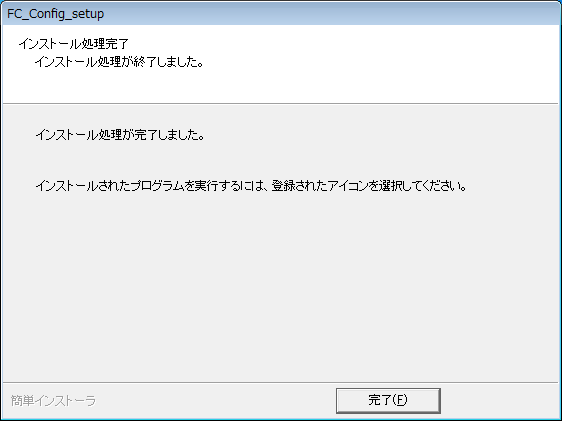 FC_Config_setup
インストール処理完了
インストール処理が終了しました。
インストール処理が完了しました。
インストールされたプログラムを実行するには、登録されたアイコンを選択してください。
簡単インストーラ
完了(F)